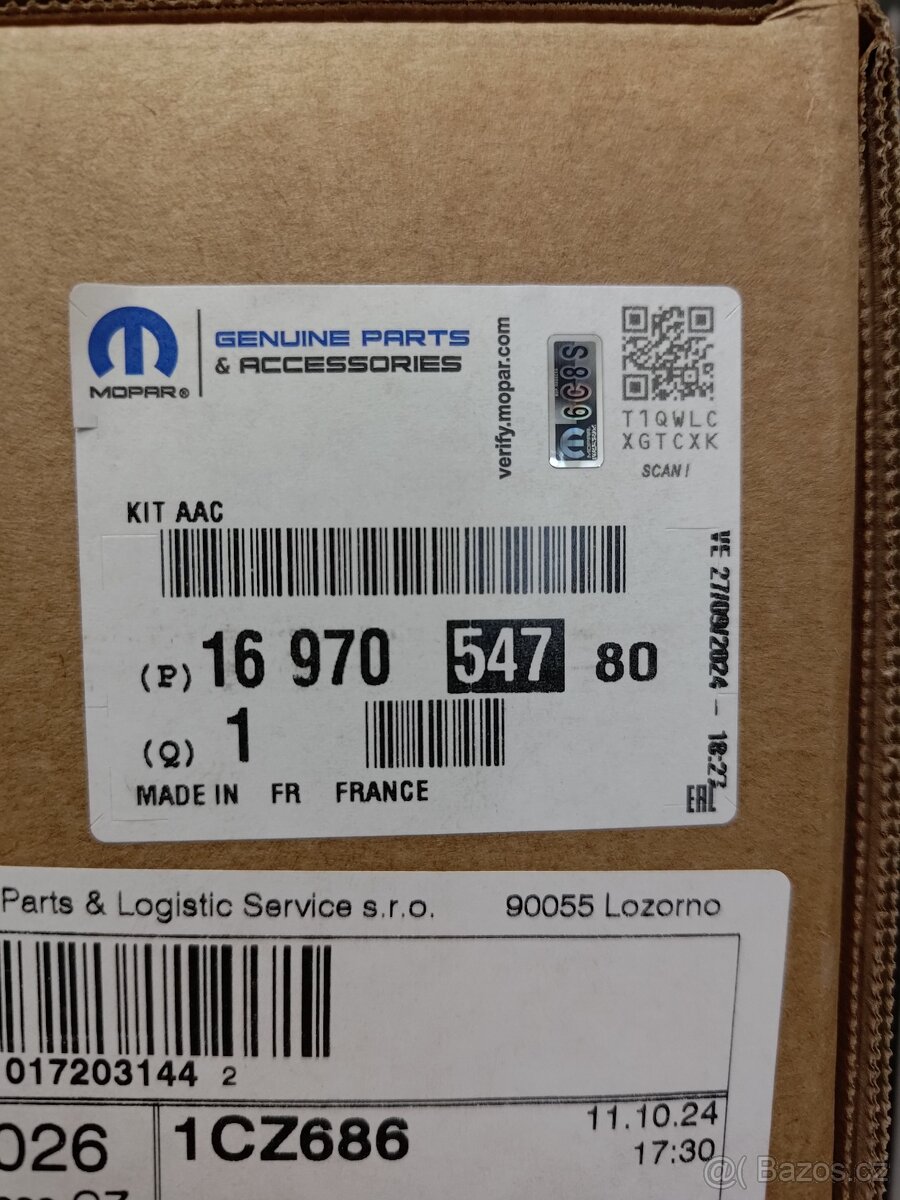 MOPAR®
GENUINE PARTS
& ACCESSORIES
verify.mopar.com
6C8S
T1QWLC
XGTCXK
SCAN!
KIT AAC
(P) 16 970 547 80
(Q) 1
MADE IN FR FRANCE
VE 27/09/2024 - 18:27
EAC
Parts & Logistic Service s.r.o. 90055 Lozorno
017203144 2
026
1CZ686
11.10.24
17:30
Bazos.cz